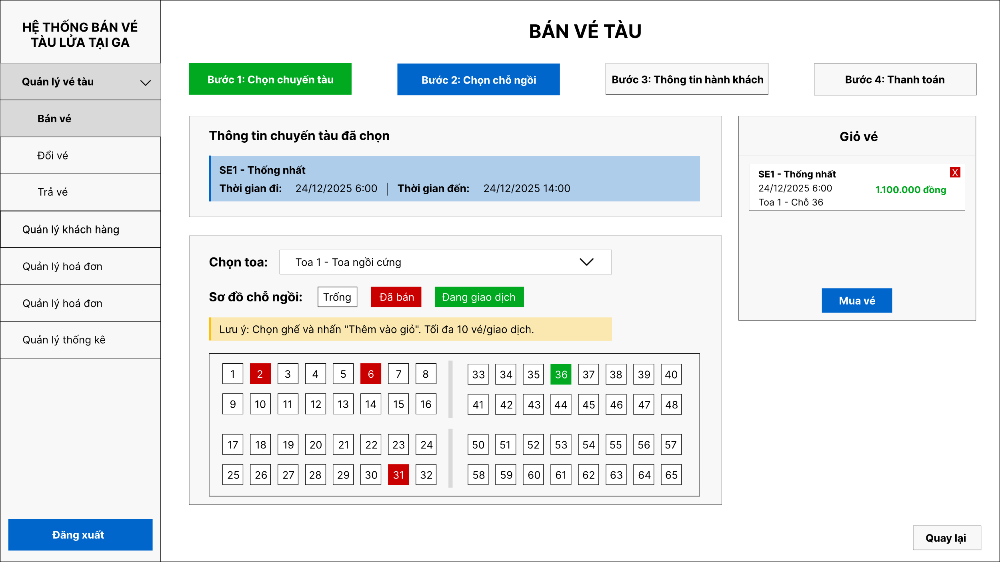 HỆ THỐNG BÁN VÉ
TÀU LỬA TẠI GA
Quản lý vé tàu
Bán vé
Đổi vé
Trả vé
Quản lý khách hàng
Quản lý hoá đơn
Quản lý hoá đơn
Quản lý thống kê
Đăng xuất
BÁN VÉ TÀU
Bước 1: Chọn chuyến tàu
Bước 2: Chọn chỗ ngồi
Bước 3: Thông tin hành khách
Bước 4: Thanh toán
Thông tin chuyến tàu đã chọn
SE1 - Thống nhất
Thời gian đi: 24/12/2025 6:00 Thời gian đến: 24/12/2025 14:00
Chọn toa: Toa 1 - Toa ngồi cứng
Sơ đồ chỗ ngồi: Trống Đã bán Đang giao dịch
Lưu ý: Chọn ghế và nhấn "Thêm vào giỏ". Tối đa 10 vé/giao dịch.
1 2 3 4 5 6 7 8 33 34 35 36 37 38 39 40
9 10 11 12 13 14 15 16 41 42 43 44 45 46 47 48
17 18 19 20 21 22 23 24 50 51 52 53 54 55 56 57
25 26 27 28 29 30 31 32 58 59 60 61 62 63 64 65
Giỏ vé
SE1 - Thống nhất X
24/12/2025 6:00 1.100.000 đồng
Toa 1 - Chỗ 36
Mua vé
Quay lại